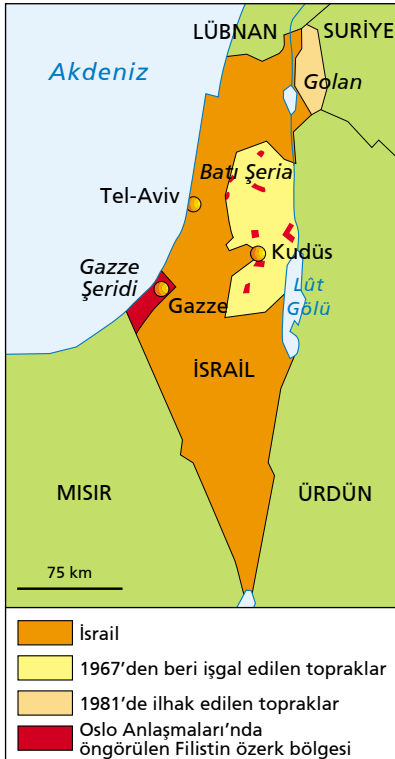 LÜBNAN
SURİYE
Akdeniz
Golan
Batı Şeria
Tel-Aviv
Kudüs
Gazze
Şeridi
Gazze
Lût
Gölü
İSRAİL
MISIR
ÜRDÜN
75 km
İsrail
1967'den beri işgal edilen topraklar
1981'de ilhak edilen topraklar
Oslo Anlaşmaları'nda
öngörülen Filistin özerk bölgesi